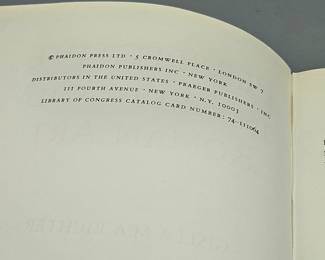 © PHAIDON PRESS LTD · 5 CROMWELL PLACE · LONDON SW 7
PHAIDON PUBLISHERS INC · NEW YORK
DISTRIBUTORS IN THE UNITED STATES · PRAEGER PUBLISHERS · INC
111 FOURTH AVENUE · NEW YORK · N.Y. 10003
LIBRARY OF CONGRESS CATALOG CARD NUMBER: 74-111064